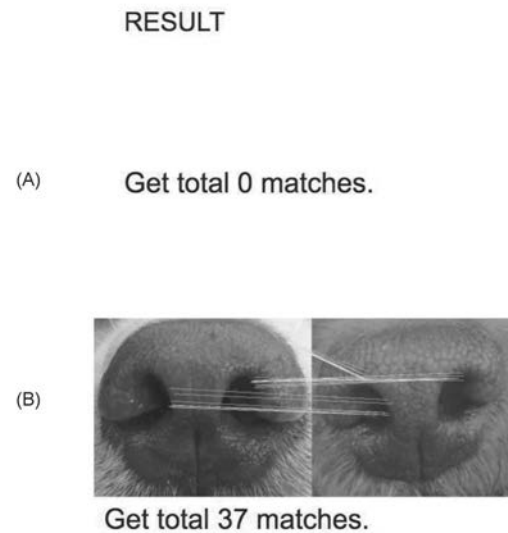 RESULT
(A) Get total 0 matches.
(B)
Get total 37 matches.